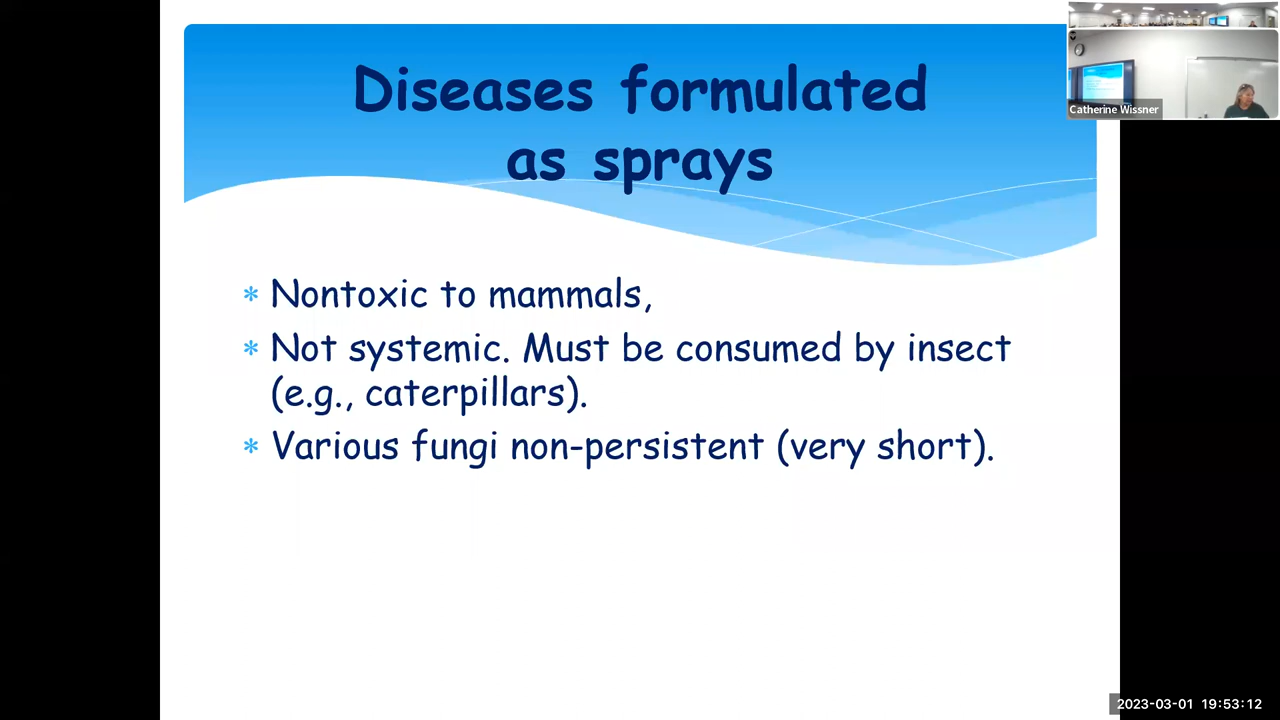 Diseases formulated
as sprays
* Nontoxic to mammals,
* Not systemic. Must be consumed by insect
(e.g., caterpillars).
* Various fungi non-persistent (very short).
Catherine Wissner
2023-03-01 19:53:12